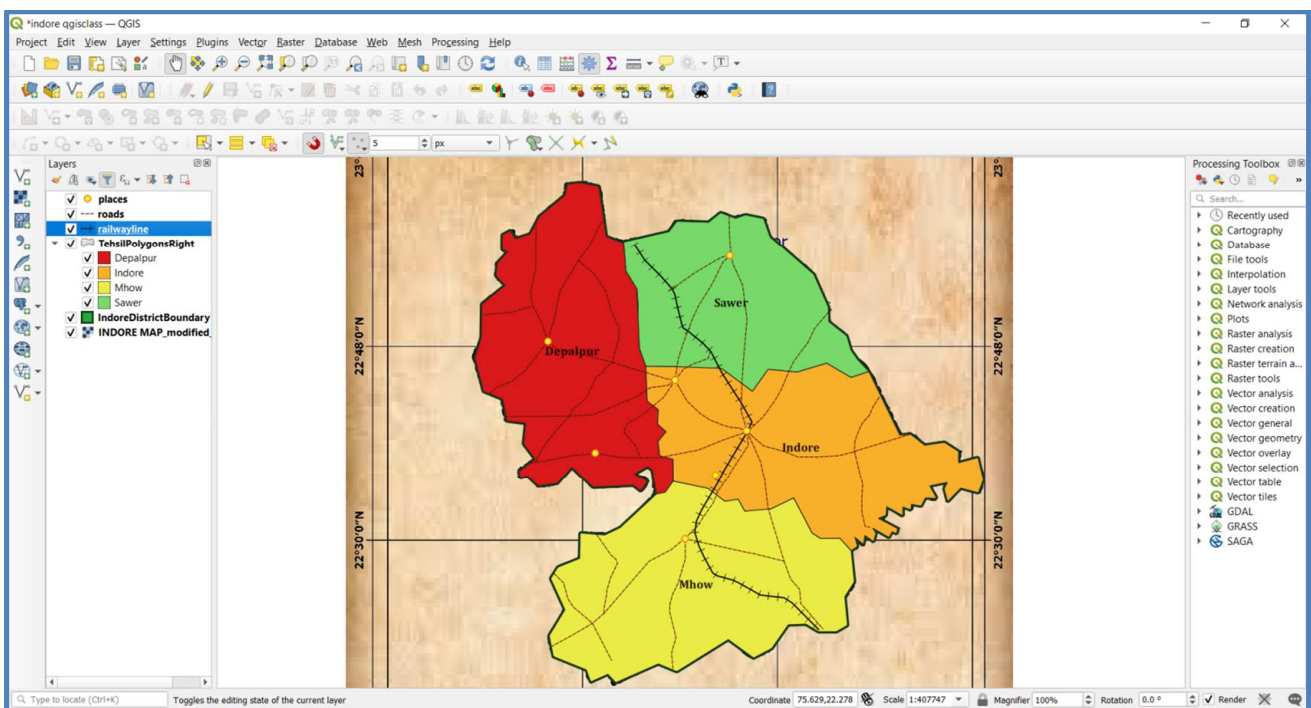 *indore qgisclass — QGIS
Project Edit View Layer Settings Plugins Vector Raster Database Web Mesh Processing Help
5 px
Layers
places
roads
railwayline
TehsilPolygonsRight
Depalpur
Indore
Mhow
Sawer
IndoreDistrictBoundary
INDORE MAP_modified_
23°
23°
or
Sawer
22°48'0"N
Depalpur
22°48'0"N
Indore
22°30'0"N
22°30'0"N
Mhow
Processing Toolbox
Search...
Recently used
Cartography
Database
File tools
Interpolation
Layer tools
Network analysis
Plots
Raster analysis
Raster creation
Raster terrain a...
Raster tools
Vector analysis
Vector creation
Vector general
Vector geometry
Vector overlay
Vector selection
Vector table
Vector tiles
GDAL
GRASS
SAGA
Type to locate (Ctrl+K) Toggles the editing state of the current layer Coordinate 75.629,22.278 Scale 1:407747 Magnifier 100% Rotation 0.0 ° Render